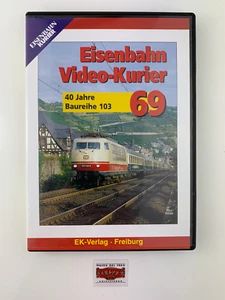 EISENBAHN
KURIER
Eisenbahn
Video-Kurier
40 Jahre
Baureihe 103
69
EK-Verlag · Freiburg